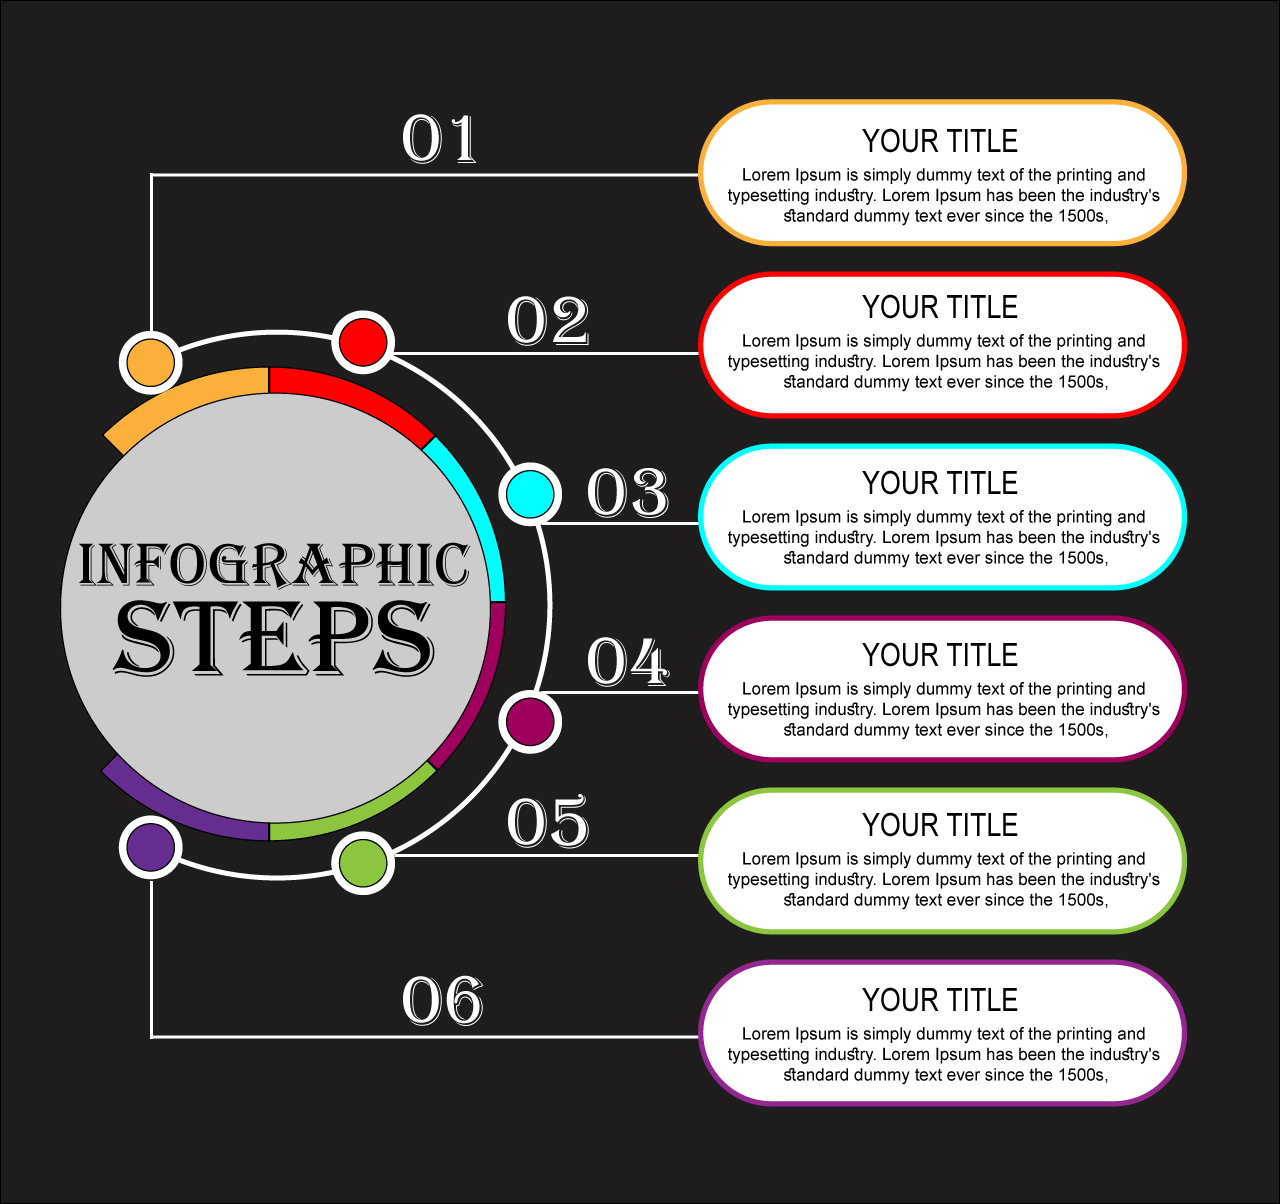 INFOGRAPHIC
STEPS
01
YOUR TITLE
Lorem Ipsum is simply dummy text of the printing and
typesetting industry. Lorem Ipsum has been the industry's
standard dummy text ever since the 1500s,
02
YOUR TITLE
Lorem Ipsum is simply dummy text of the printing and
typesetting industry. Lorem Ipsum has been the industry's
standard dummy text ever since the 1500s,
03
YOUR TITLE
Lorem Ipsum is simply dummy text of the printing and
typesetting industry. Lorem Ipsum has been the industry's
standard dummy text ever since the 1500s,
04
YOUR TITLE
Lorem Ipsum is simply dummy text of the printing and
typesetting industry. Lorem Ipsum has been the industry's
standard dummy text ever since the 1500s,
05
YOUR TITLE
Lorem Ipsum is simply dummy text of the printing and
typesetting industry. Lorem Ipsum has been the industry's
standard dummy text ever since the 1500s,
06
YOUR TITLE
Lorem Ipsum is simply dummy text of the printing and
typesetting industry. Lorem Ipsum has been the industry's
standard dummy text ever since the 1500s,